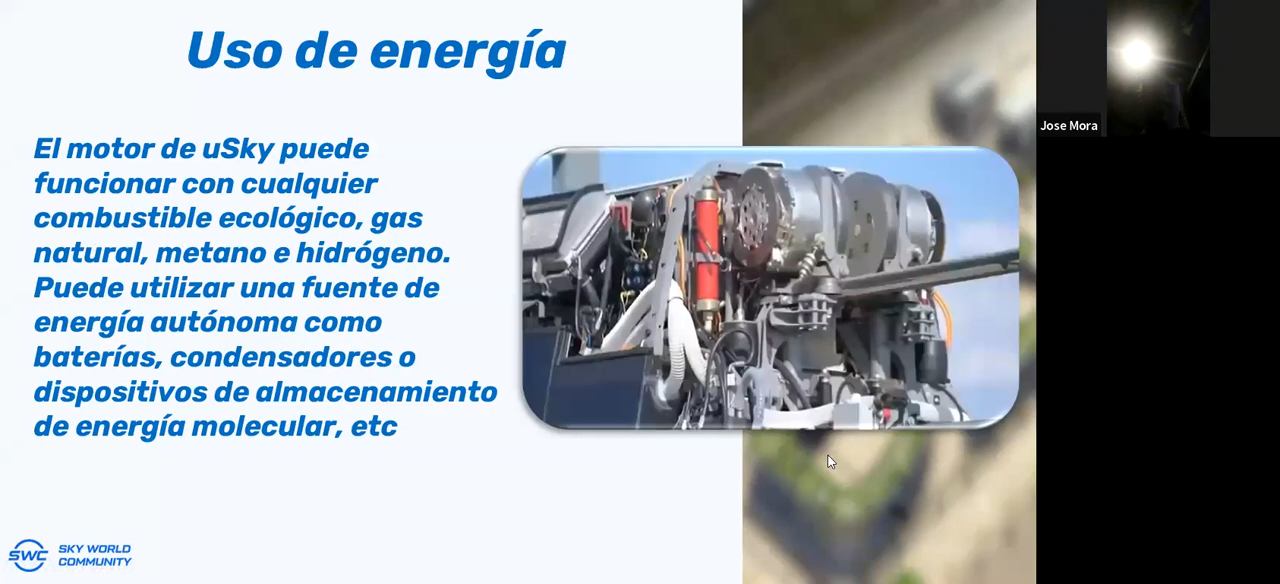 Uso de energía
El motor de uSky puede
funcionar con cualquier
combustible ecológico, gas
natural, metano e hidrógeno.
Puede utilizar una fuente de
energía autónoma como
baterías, condensadores o
dispositivos de almacenamiento
de energía molecular, etc
SWC
SKY WORLD
COMMUNITY
Jose Mora